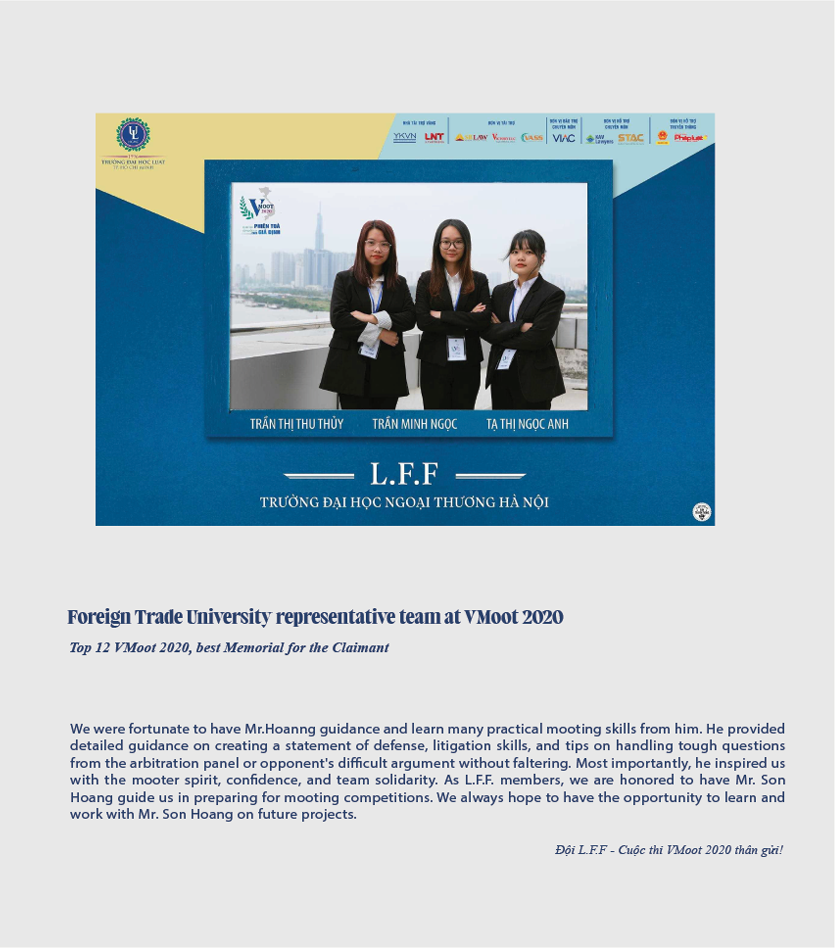 TRƯỜNG ĐẠI HỌC LUẬT
TP. HỒ CHÍ MINH
NHÀ TÀI TRỢ VÀNG
ĐƠN VỊ TÀI TRỢ
ĐƠN VỊ BẢO TRỢ
CHUYÊN MÔN
ĐƠN VỊ HỖ TRỢ
CHUYÊN MÔN
ĐƠN VỊ HỖ TRỢ
TRUYỀN THÔNG
YKVN
LNT
LAW
VIAC
Lawyers
STAC
VMOOT
PHIÊN TOÀ
GIẢ ĐỊNH
TRẦN THỊ THU THỦY TRẦN MINH NGỌC TẠ THỊ NGỌC ANH
L.F.F
TRƯỜNG ĐẠI HỌC NGOẠI THƯƠNG HÀ NỘI
Foreign Trade University representative team at VMoot 2020
Top 12 VMoot 2020, best Memorial for the Claimant
We were fortunate to have Mr.Hoanng guidance and learn many practical mooting skills from him. He provided
detailed guidance on creating a statement of defense, litigation skills, and tips on handling tough questions
from the arbitration panel or opponent's difficult argument without faltering. Most importantly, he inspired us
with the mooter spirit, confidence, and team solidarity. As L.F.F. members, we are honored to have Mr. Son
Hoang guide us in preparing for mooting competitions. We always hope to have the opportunity to learn and
work with Mr. Son Hoang on future projects.
Đội L.F.F - Cuộc thi VMoot 2020 thân gửi!